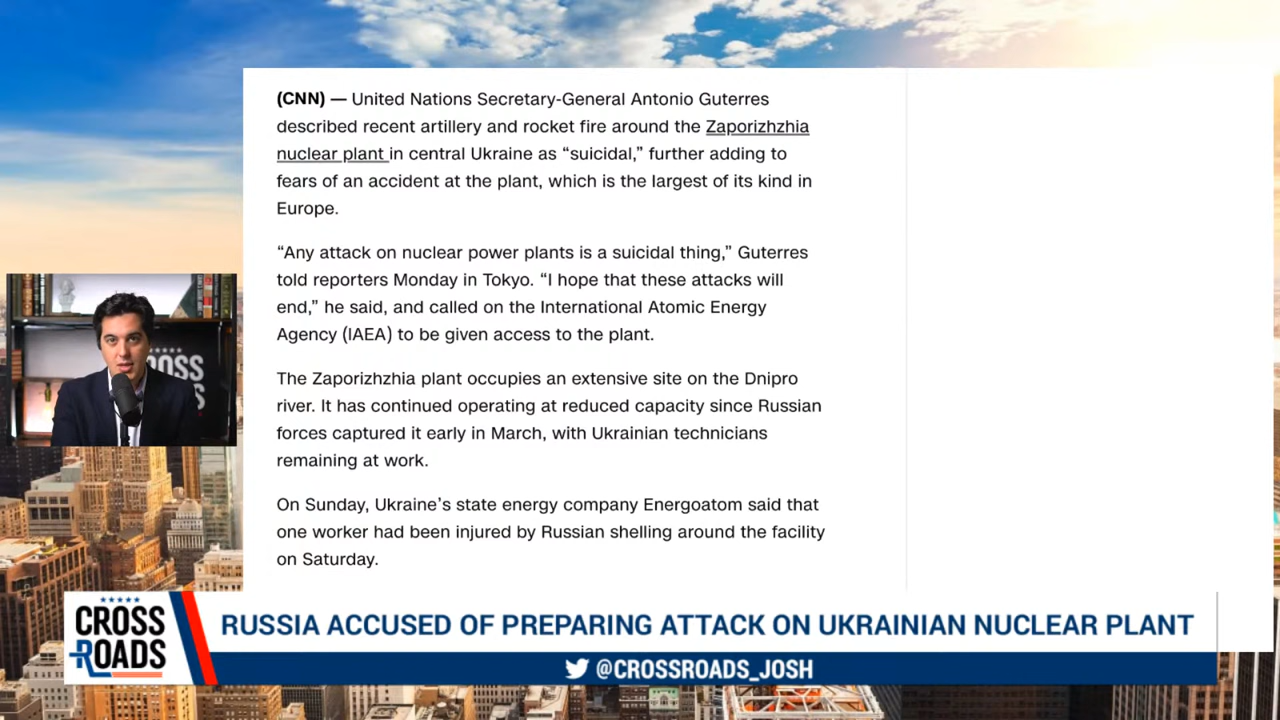 (CNN) — United Nations Secretary-General Antonio Guterres
described recent artillery and rocket fire around the Zaporizhzhia
nuclear plant in central Ukraine as “suicidal,” further adding to
fears of an accident at the plant, which is the largest of its kind in
Europe.
“Any attack on nuclear power plants is a suicidal thing,” Guterres
told reporters Monday in Tokyo. “I hope that these attacks will
end,” he said, and called on the International Atomic Energy
Agency (IAEA) to be given access to the plant.
The Zaporizhzhia plant occupies an extensive site on the Dnipro
river. It has continued operating at reduced capacity since Russian
forces captured it early in March, with Ukrainian technicians
remaining at work.
On Sunday, Ukraine’s state energy company Energoatom said that
one worker had been injured by Russian shelling around the facility
on Saturday.
CROSS
ROADS
RUSSIA ACCUSED OF PREPARING ATTACK ON UKRAINIAN NUCLEAR PLANT
@CROSSROADS_JOSH